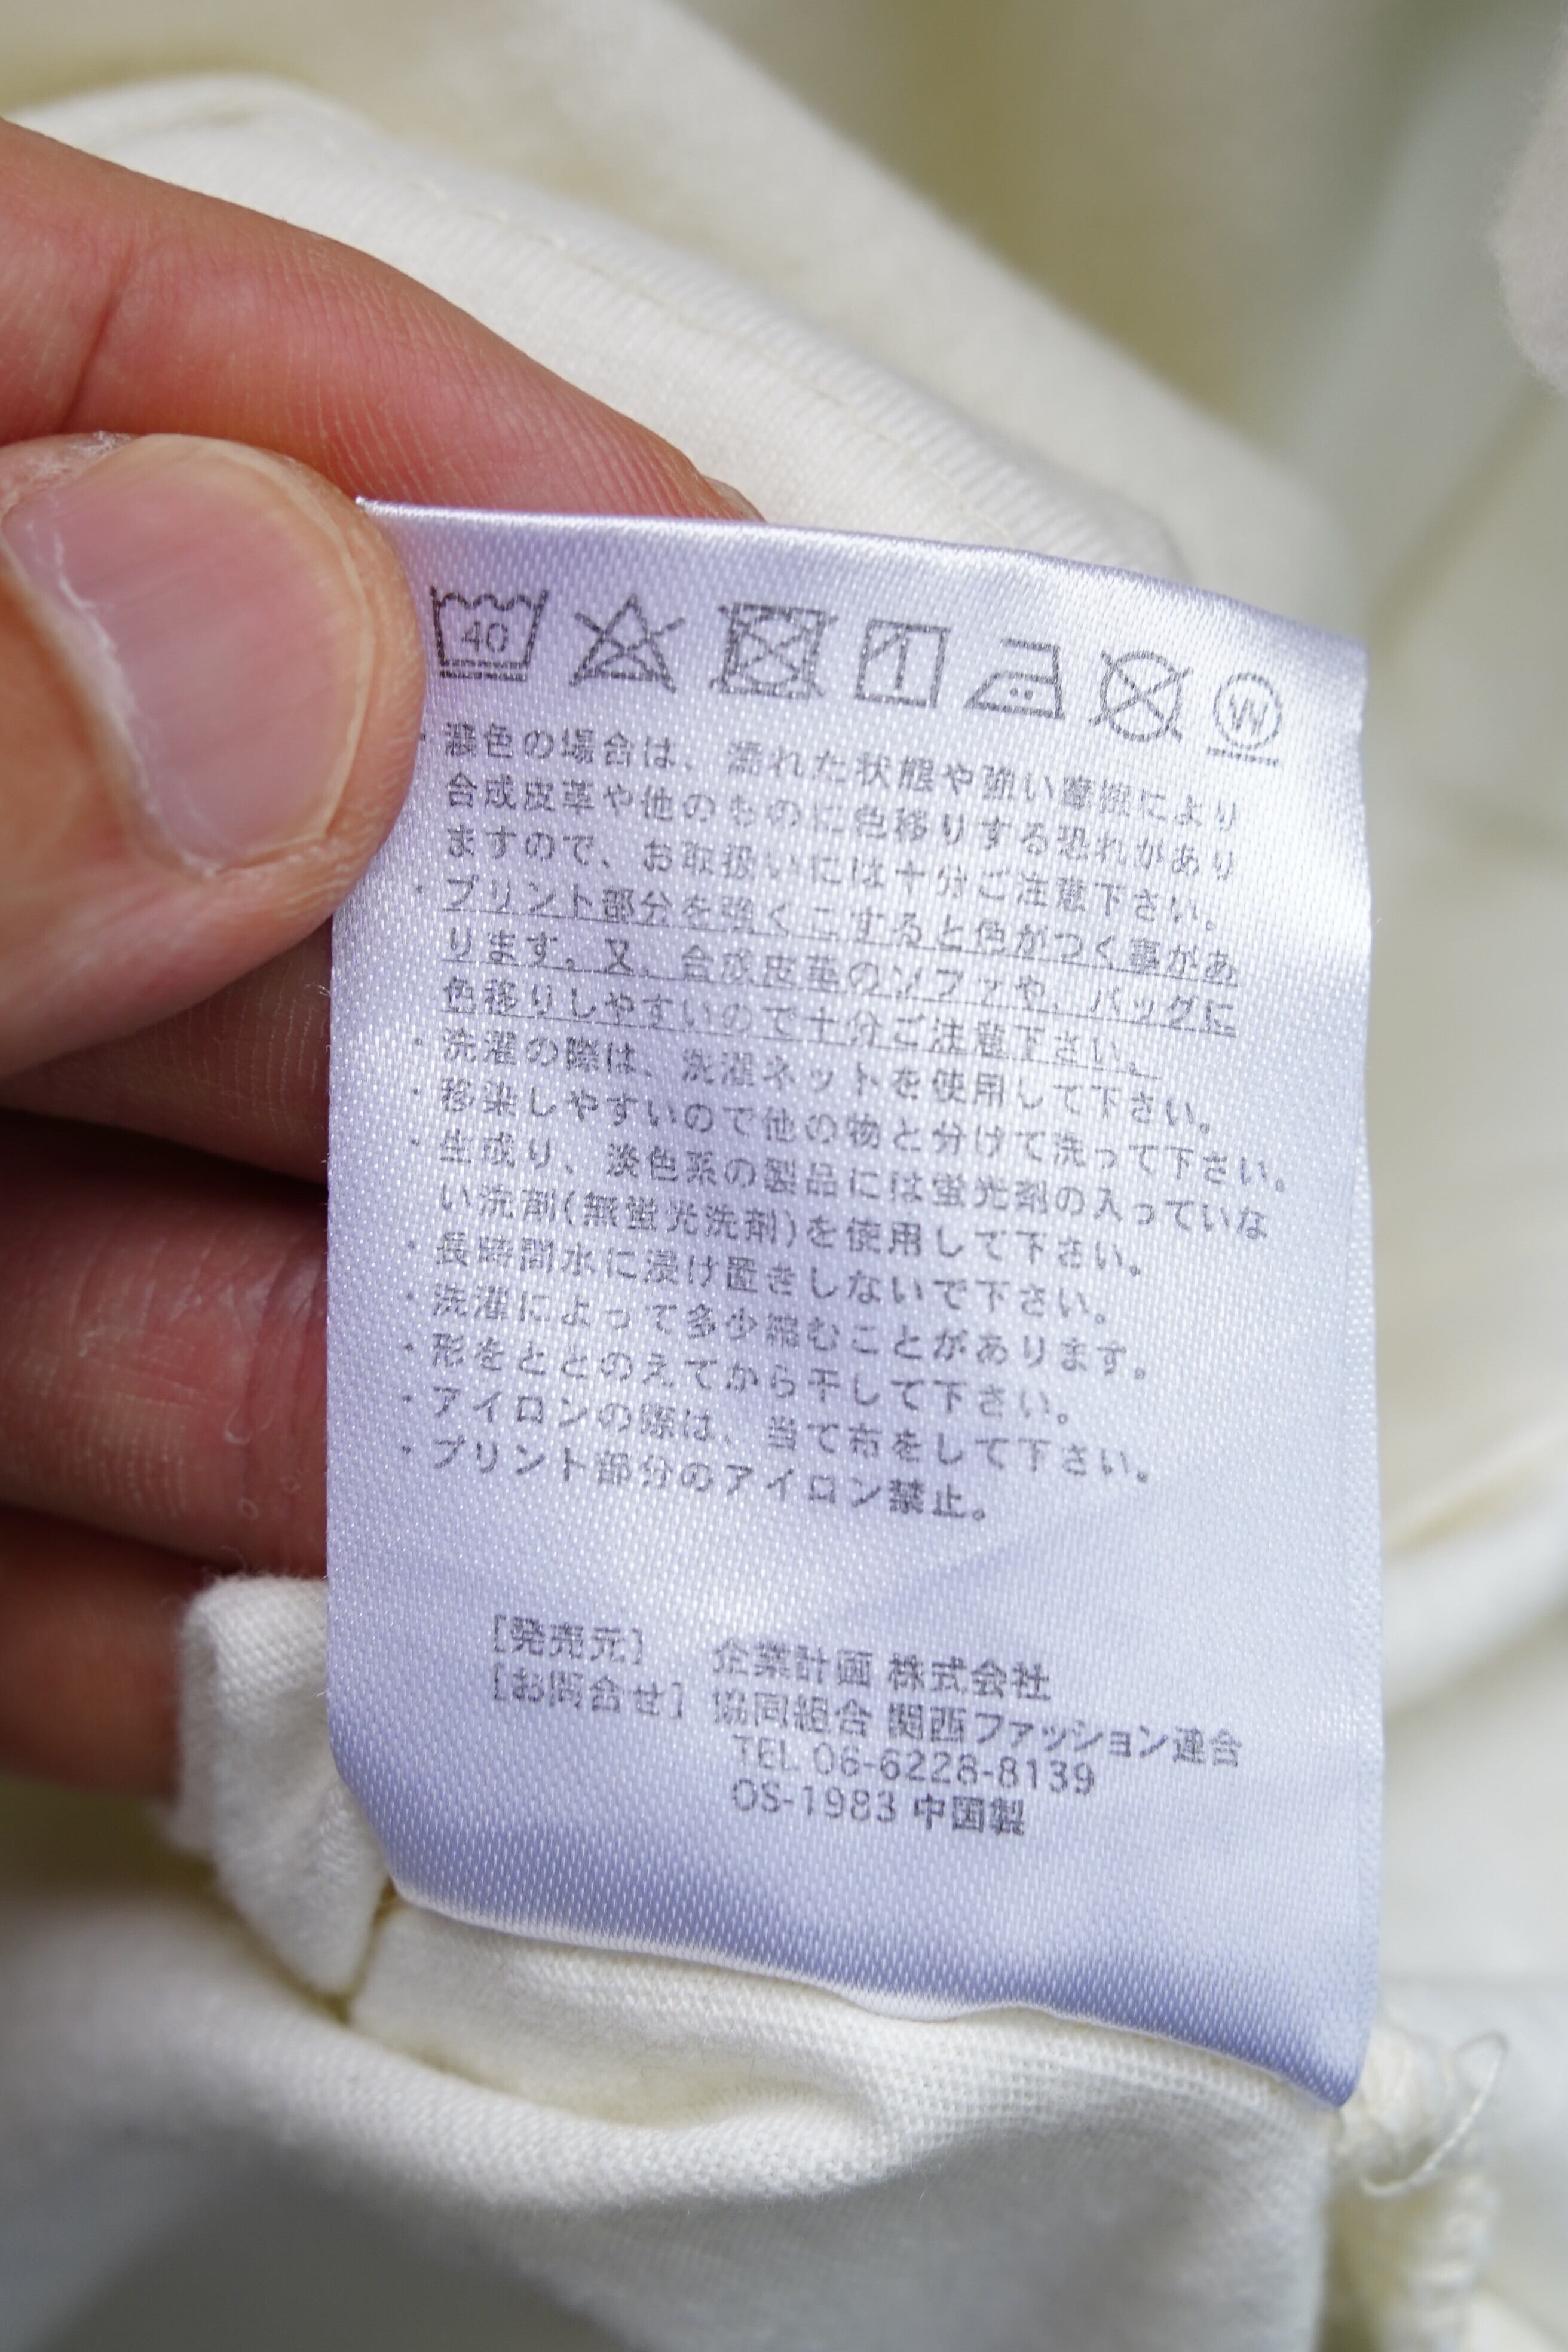 40
W
・濃色の場合は、濡れた状態や強い摩擦により
合成皮革や他のものに色移りする恐れがあり
ますので、お取扱いには十分ご注意下さい。
・プリント部分を強くこすると色がつく事があ
ります。又、合成皮革のソファや、バッグに
色移りしやすいので十分ご注意下さい。
・洗濯の際は、洗濯ネットを使用して下さい。
・移染しやすいので他の物と分けて洗って下さい。
・生成り、淡色系の製品には蛍光剤の入っていな
い洗剤(無蛍光洗剤)を使用して下さい。
・長時間水に浸け置きしないで下さい。
・洗濯によって多少縮むことがあります。
・形をととのえてから干して下さい。
・アイロンの際は、当て布をして下さい。
・プリント部分のアイロン禁止。
[発売元] 企業計画 株式会社
[お問合せ] 協同組合 関西ファッション連合
TEL 06-6228-8139
OS-1983 中国製